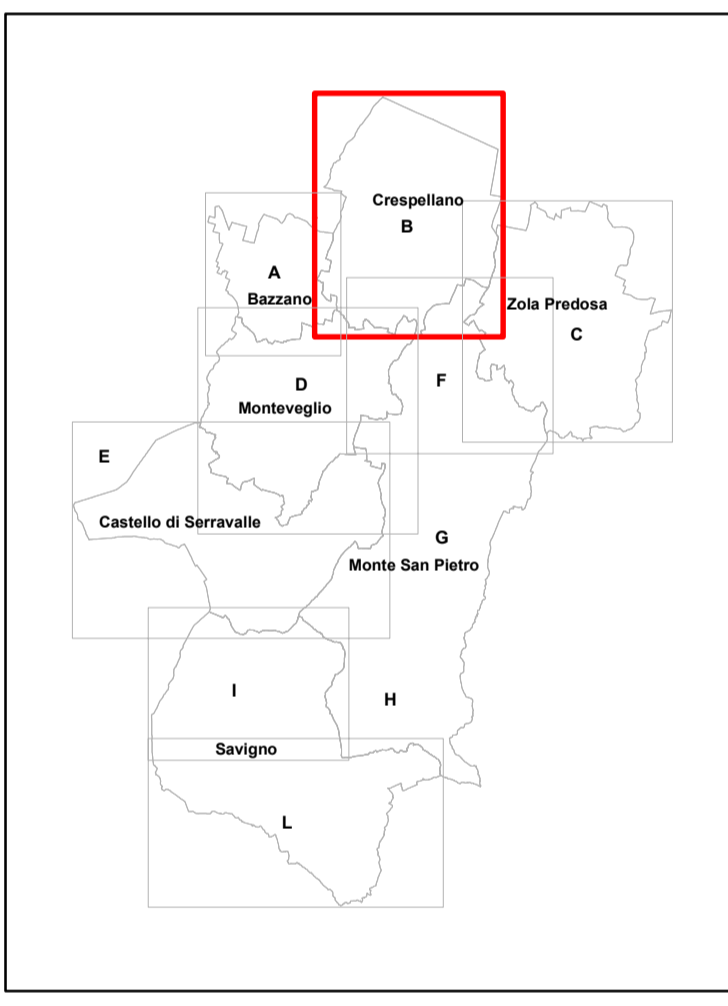 Crespellano
B
A
Bazzano
Zola Predosa
C
D
Monteveglio
F
E
Castello di Serravalle
G
Monte San Pietro
I
H
Savigno
L